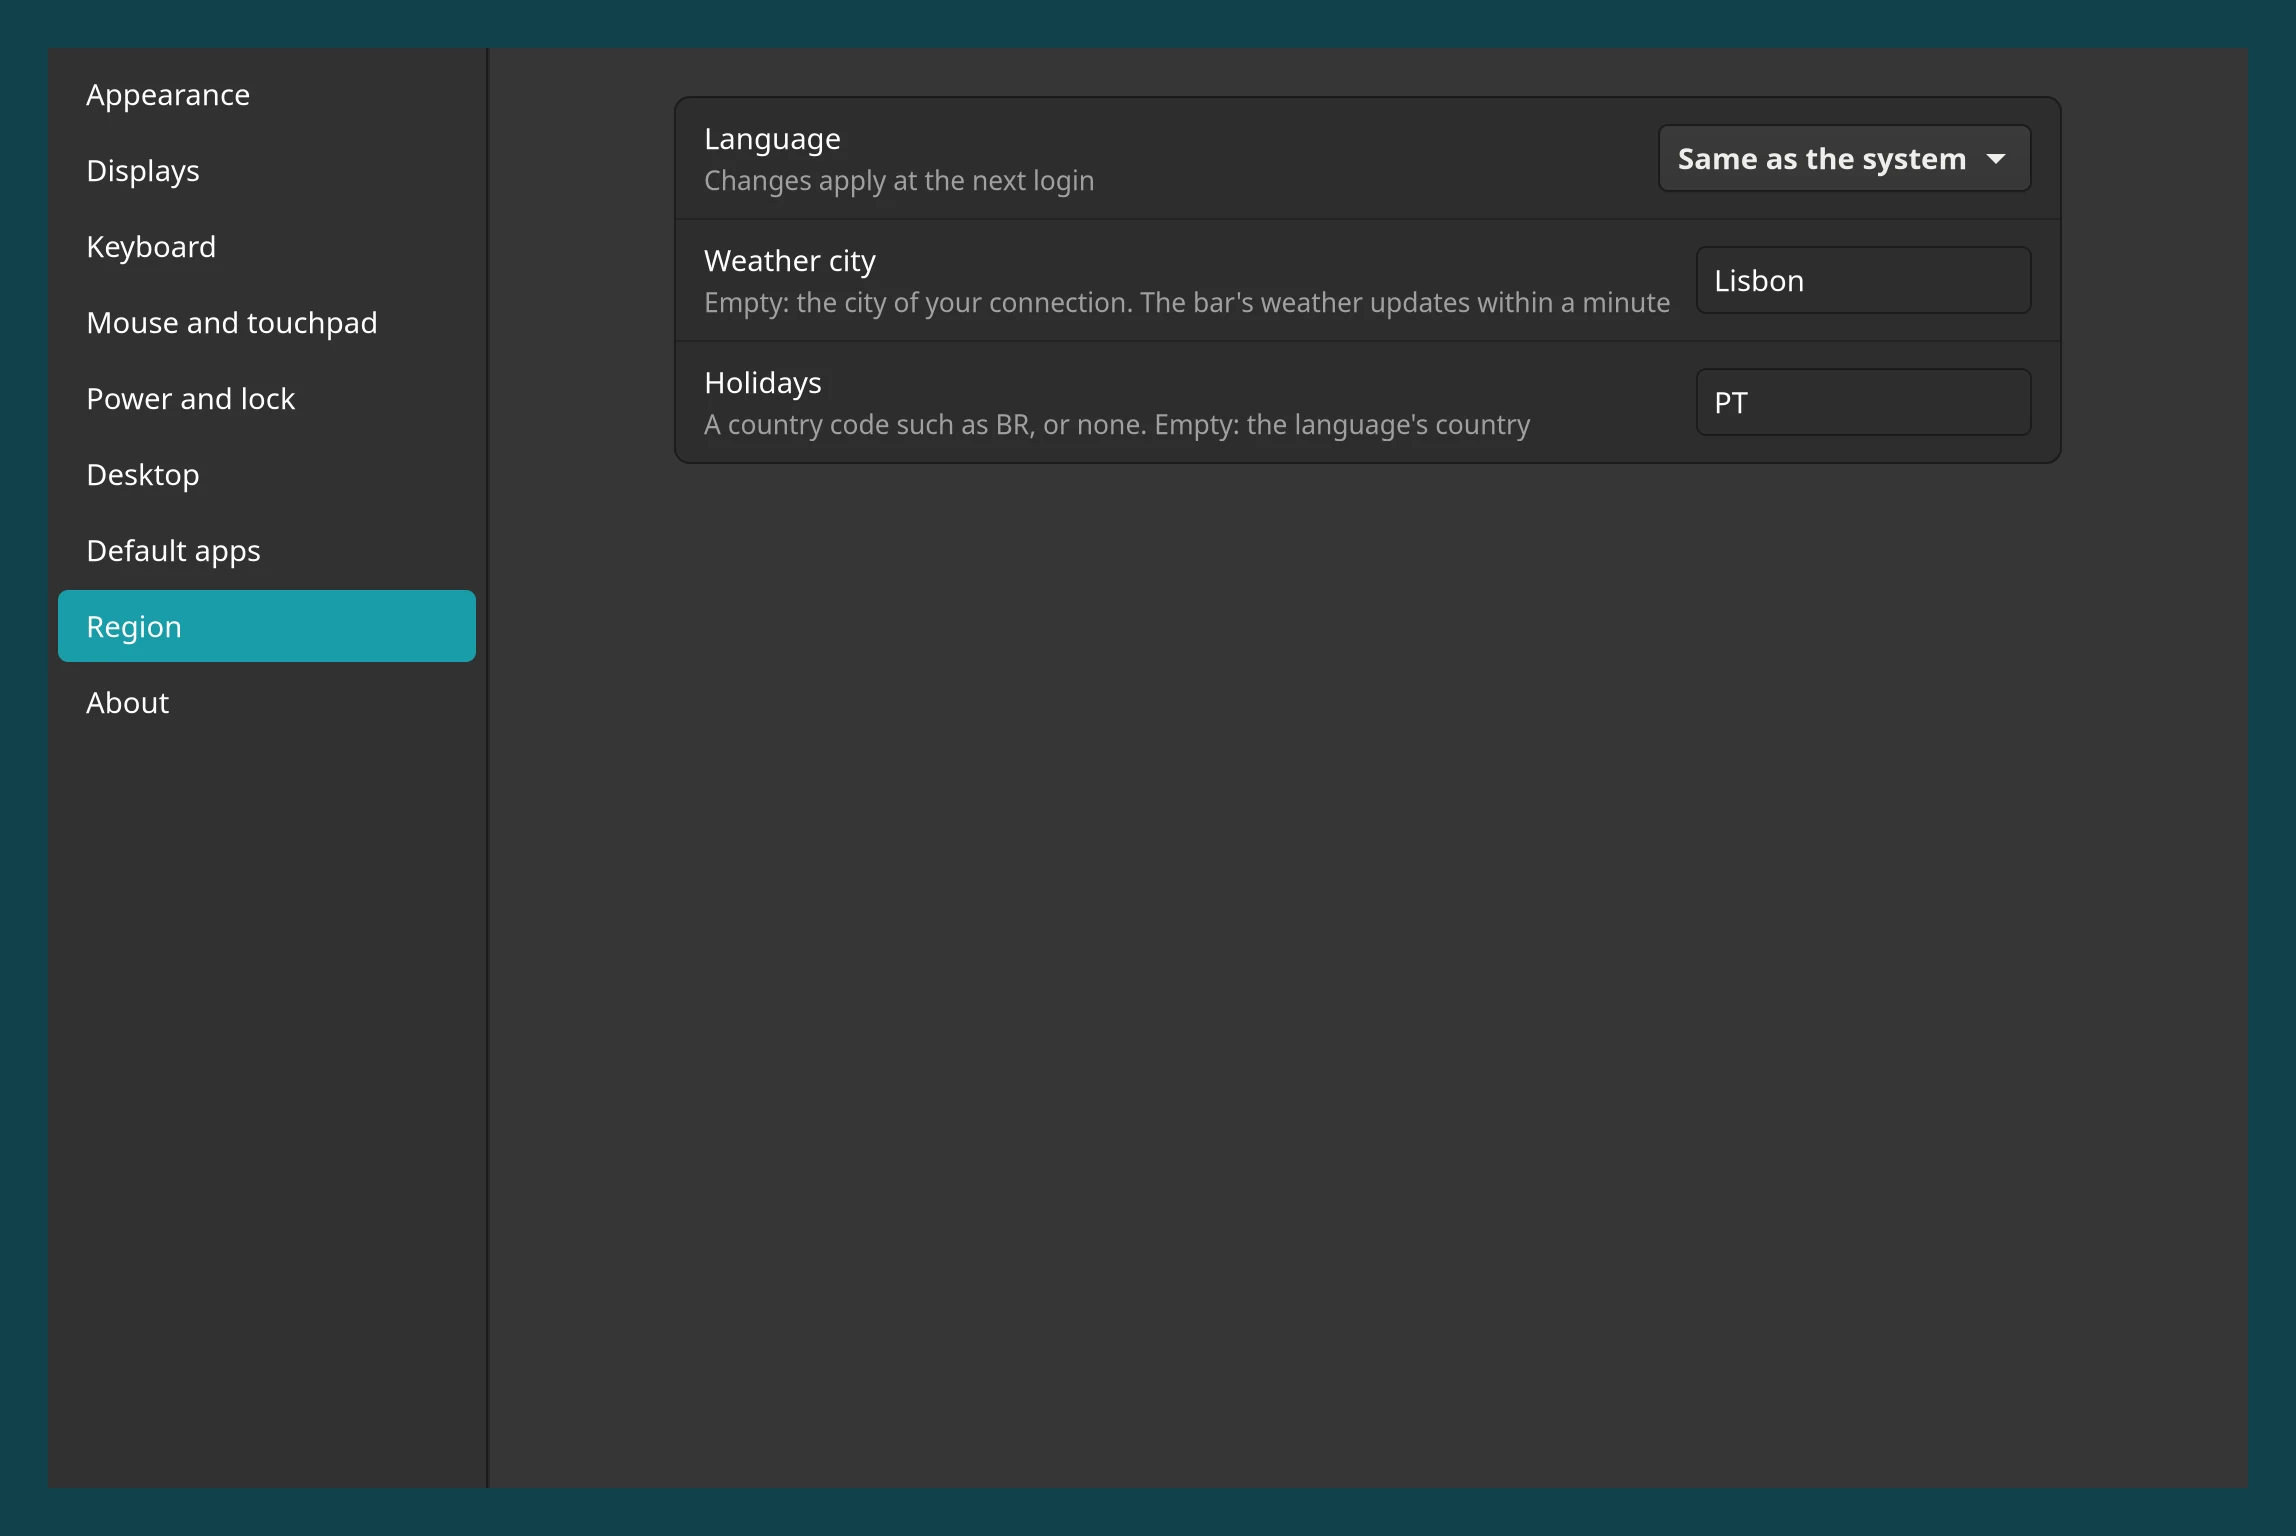 Appearance
Displays
Keyboard
Mouse and touchpad
Power and lock
Desktop
Default apps
Region
About
Language
Changes apply at the next login
Same as the system
Weather city
Empty: the city of your connection. The bar's weather updates within a minute
Lisbon
Holidays
A country code such as BR, or none. Empty: the language's country
PT